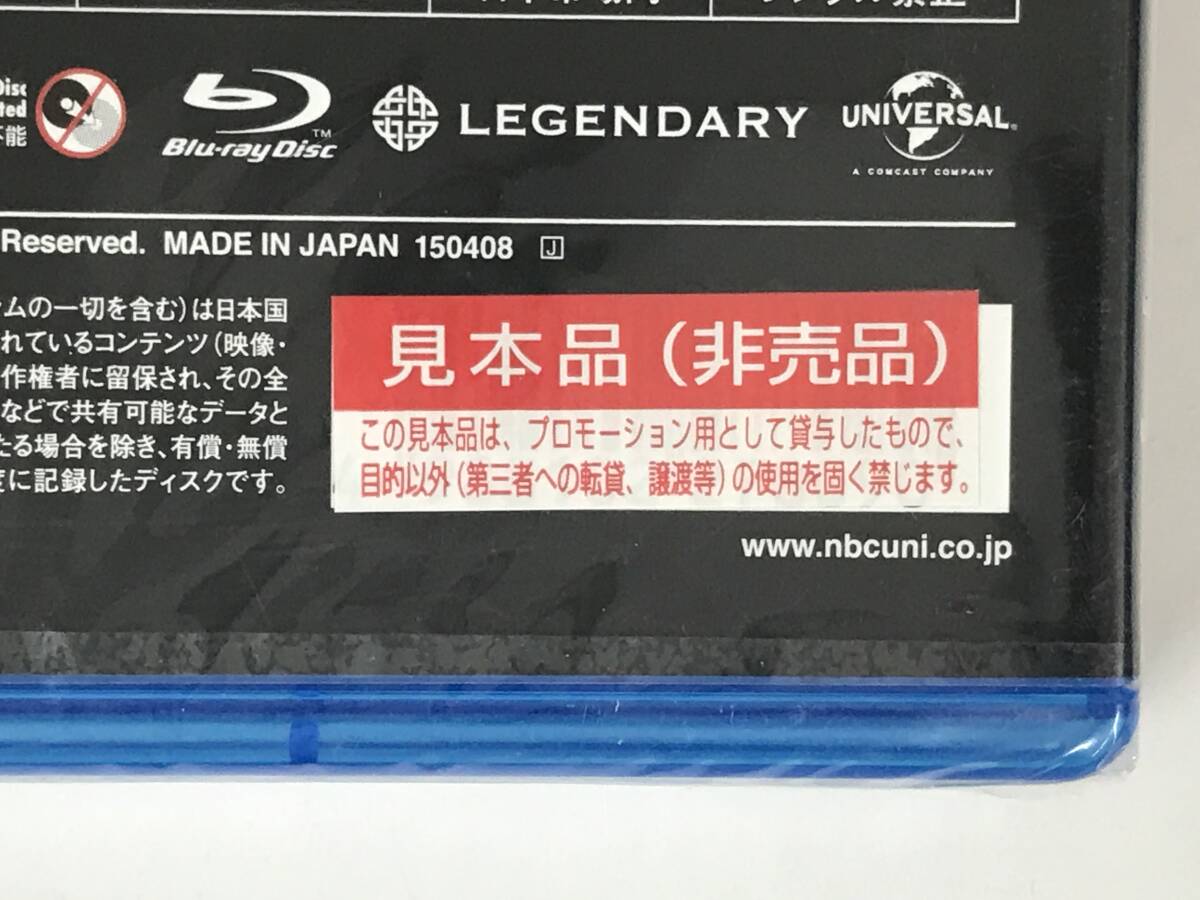 Disc
Blu-ray Disc TM
LEGENDARY
UNIVERSAL
A COMCAST COMPANY
Reserved. MADE IN JAPAN 150408 J
ムの一切を含む)は日本国
れているコンテンツ(映像・
作権者に留保され、その全
などで共有可能なデータと
たる場合を除き、有償・無償
に記録したディスクです。
見本品(非売品)
この見本品は、プロモーション用として貸与したもので、
目的以外(第三者への転貸、譲渡等)の使用を固く禁じます。
www.nbcuni.co.jp